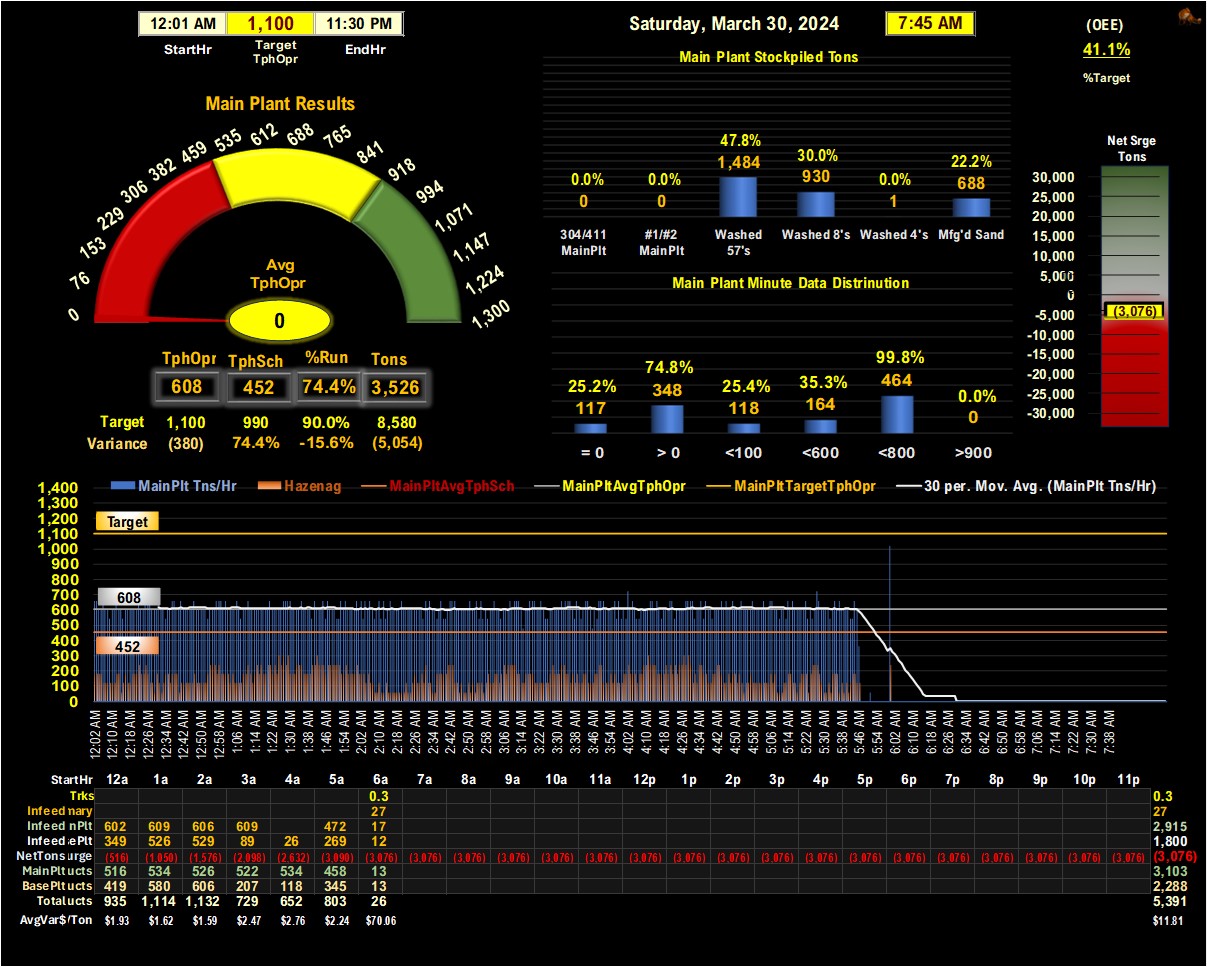 12:01 AM 1,100 11:30 PM
StartHr Target TphOpr EndHr
Saturday, March 30, 2024 7:45 AM
(OEE)
41.1%
%Target
Main Plant Results
0 76 153 229 306 382 459 535 612 688 765 841 918 994 1,071 1,147 1,224 1,300
Avg
TphOpr
0
TphOpr TphSch %Run Tons
608 452 74.4% 3,526
Target 1,100 990 90.0% 8,580
Variance (380) 74.4% -15.6% (5,054)
Main Plant Stockpiled Tons
0.0% 0.0% 47.8% 30.0% 0.0% 22.2%
0 0 1,484 930 1 688
304/411 MainPlt #1/#2 MainPlt Washed 57's Washed 8's Washed 4's Mfg'd Sand
Main Plant Minute Data Distrinution
25.2% 74.8% 25.4% 35.3% 99.8% 0.0%
117 348 118 164 464 0
= 0 > 0 <100 <600 <800 >900
Net Srge
Tons
30,000
25,000
20,000
15,000
10,000
5,000
0
-5,000
(3,076)
-10,000
-15,000
-20,000
-25,000
-30,000
MainPlt Tns/Hr Hazenag MainPltAvgTphSch MainPltAvgTphOpr MainPltTargetTphOpr 30 per. Mov. Avg. (MainPlt Tns/Hr)
1,400
1,300
1,200
1,100
1,000
900
800
700
600
500
400
300
200
100
0
Target
608
452
12:02 AM 12:10 AM 12:18 AM 12:26 AM 12:34 AM 12:42 AM 12:50 AM 12:58 AM 1:06 AM 1:14 AM 1:22 AM 1:30 AM 1:38 AM 1:46 AM 1:54 AM 2:02 AM 2:10 AM 2:18 AM 2:26 AM 2:34 AM 2:42 AM 2:50 AM 2:58 AM 3:06 AM 3:14 AM 3:22 AM 3:30 AM 3:38 AM 3:46 AM 3:54 AM 4:02 AM 4:10 AM 4:18 AM 4:26 AM 4:34 AM 4:42 AM 4:50 AM 4:58 AM 5:06 AM 5:14 AM 5:22 AM 5:30 AM 5:38 AM 5:46 AM 5:54 AM 6:02 AM 6:10 AM 6:18 AM 6:26 AM 6:34 AM 6:42 AM 6:50 AM 6:58 AM 7:06 AM 7:14 AM 7:22 AM 7:30 AM 7:38 AM
StartHr 12a 1a 2a 3a 4a 5a 6a 7a 8a 9a 10a 11a 12p 1p 2p 3p 4p 5p 6p 7p 8p 9p 10p 11p
Trks 0.3 0.3
Infeed nary 27 27
Infeed nPlt 602 609 606 609 472 17 2,915
Infeed ePlt 349 526 529 89 26 269 12 1,800
NetTons urge (516) (1,050) (1,576) (2,098) (2,632) (3,090) (3,076) (3,076) (3,076) (3,076) (3,076) (3,076) (3,076) (3,076) (3,076) (3,076) (3,076) (3,076) (3,076) (3,076) (3,076) (3,076) (3,076) (3,076) (3,076)
MainPlt ucts 516 534 526 522 534 458 13 3,103
BasePlt ucts 419 580 606 207 118 345 13 2,288
Total ucts 935 1,114 1,132 729 652 803 26 5,391
AvgVar$/Ton $1.93 $1.62 $1.59 $2.47 $2.76 $2.24 $70.06 $11.81